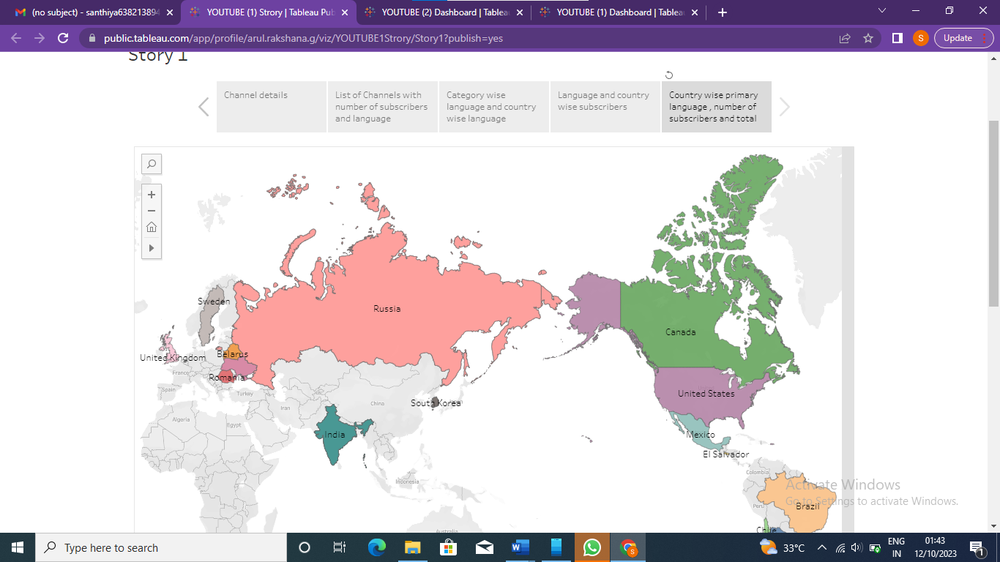 (no subject) - santhiya638213894
YOUTUBE (1) Strory | Tableau Pub
YOUTUBE (2) Dashboard | Tableau
YOUTUBE (1) Dashboard | Tableau
public.tableau.com/app/profile/arul.rakshana.g/viz/YOUTUBE1Strory/Story1?publish=yes
S
Update
Story 1
Channel details
List of Channels with
number of subscribers
and language
Category wise
language and country
wise language
Language and country
wise subscribers
Country wise primary
language , number of
subscribers and total
Sweden
Russia
Canada
United Kingdom
Belarus
France
Romania
Spain
Turkey
United States
South Korea
China
Iran
Algeria
Egypt
India
Mexico
El Salvador
Colombia
Indonesia
Activate Windows
Go to Settings to activate Windows.
Peru
Brazil
Chile
Australia
Type here to search
W
S
33°C
ENG
IN
01:43
12/10/2023
1